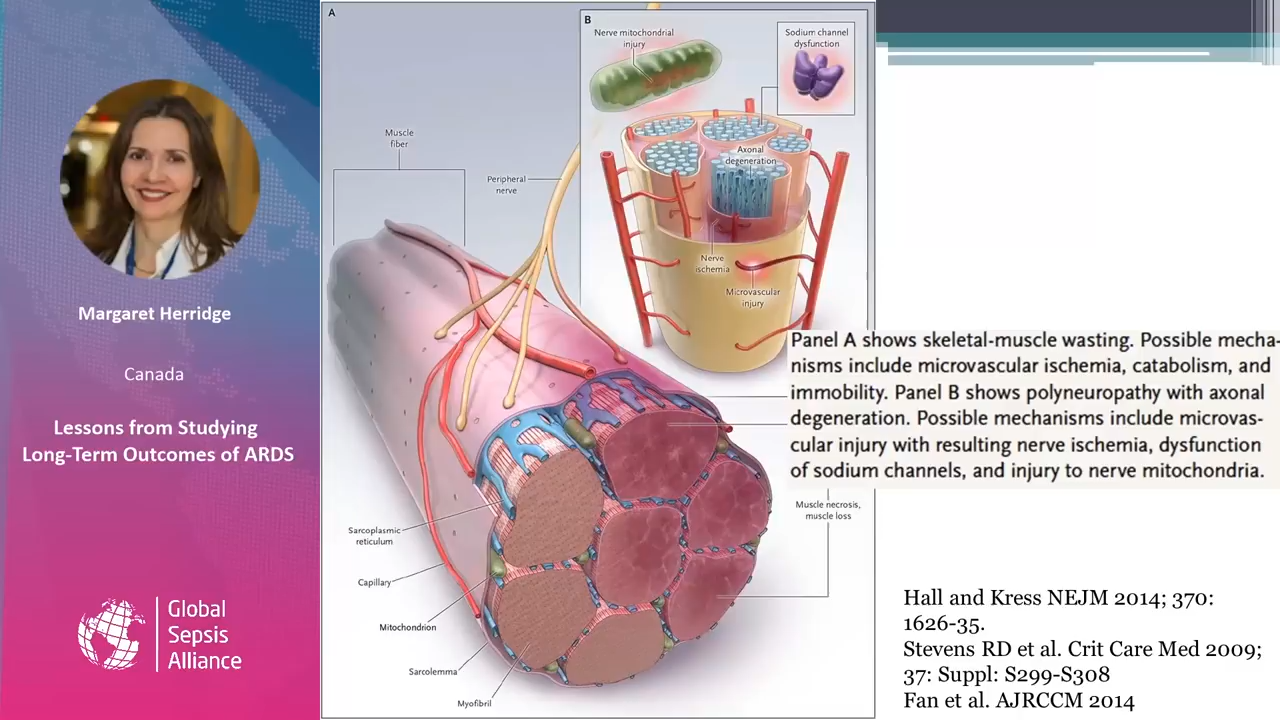 Margaret Herridge
Canada
Lessons from Studying
Long-Term Outcomes of ARDS
Global
Sepsis
Alliance
A
Muscle
fiber
Peripheral
nerve
B
Nerve mitochondrial
injury
Sodium channel
dysfunction
Axonal
degeneration
Nerve
ischemia
Microvascular
injury
Sarcoplasmic
reticulum
Capillary
Mitochondrion
Sarcolemma
Myofibril
Muscle necrosis,
muscle loss
Panel A shows skeletal-muscle wasting. Possible mecha-
nisms include microvascular ischemia, catabolism, and
immobility. Panel B shows polyneuropathy with axonal
degeneration. Possible mechanisms include microvas-
cular injury with resulting nerve ischemia, dysfunction
of sodium channels, and injury to nerve mitochondria.
Hall and Kress NEJM 2014; 370:
1626-35.
Stevens RD et al. Crit Care Med 2009;
37: Suppl: S299-S308
Fan et al. AJRCCM 2014